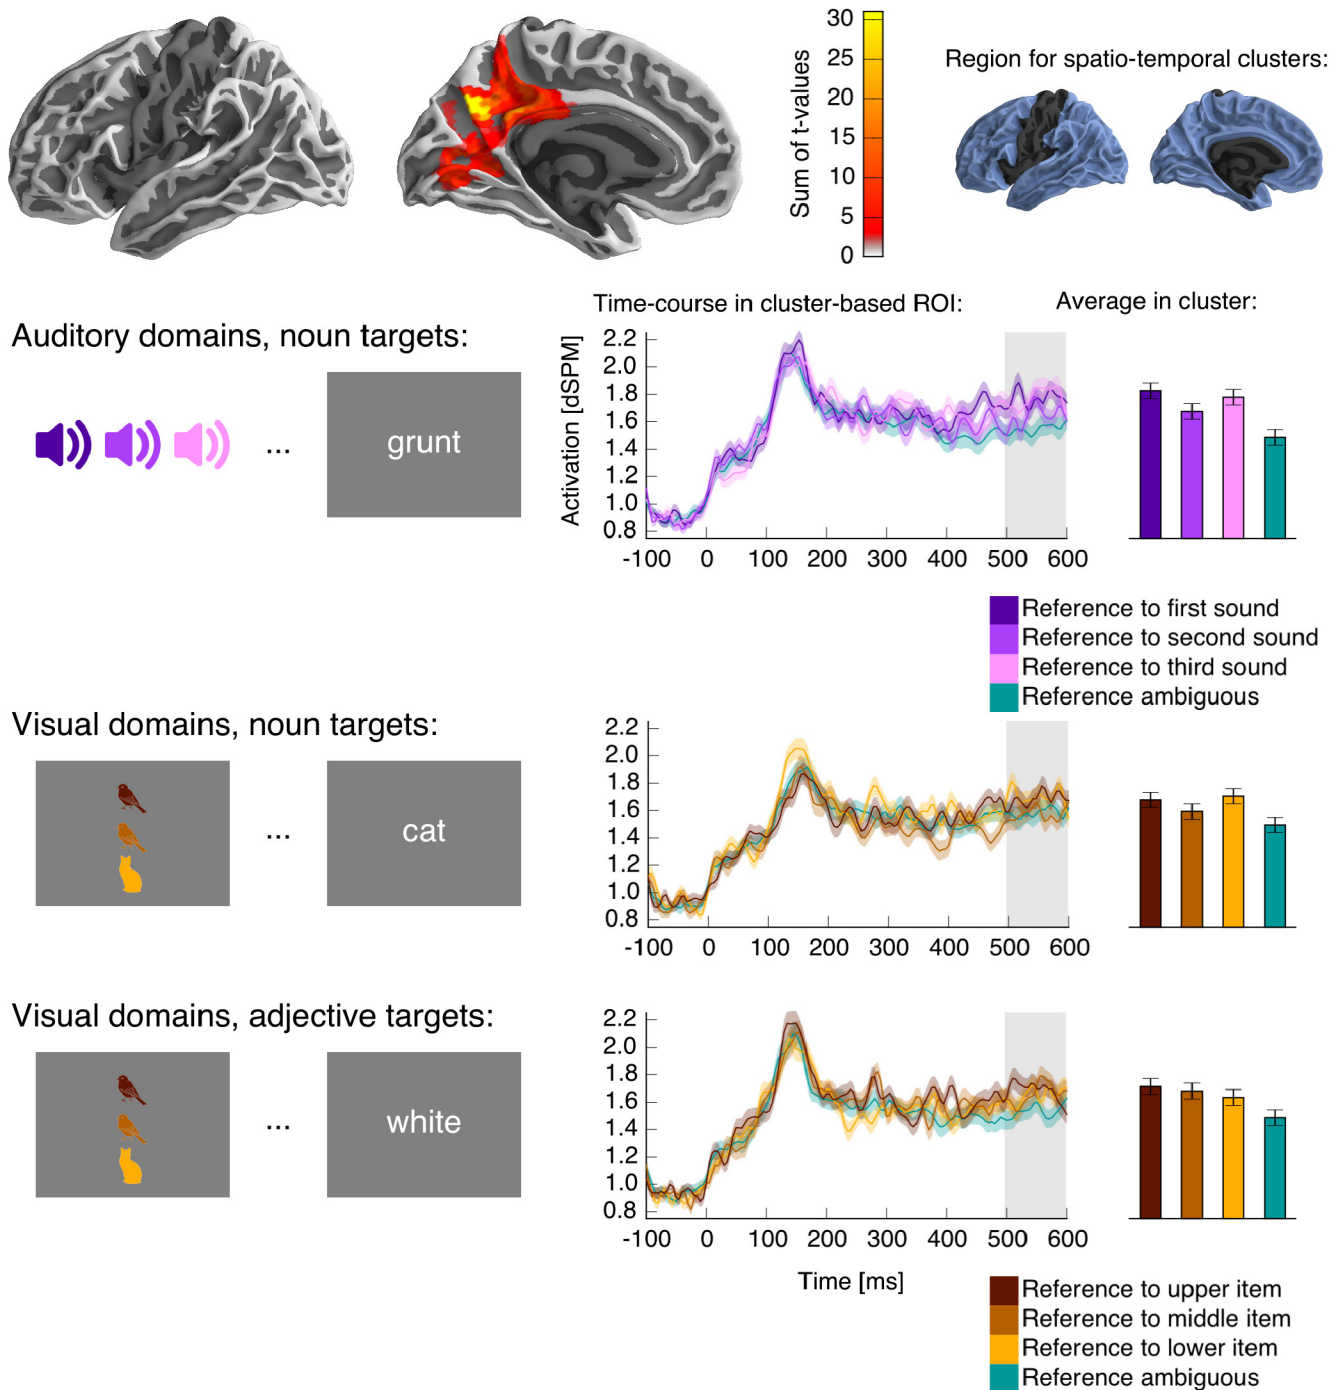 Sum of t-values
30
25
20
15
10
5
0
Region for spatio-temporal clusters:
Time-course in cluster-based ROI:
Average in cluster:
Auditory domains, noun targets:
...
grunt
Activation [dSPM]
2.2
2.0
1.8
1.6
1.4
1.2
1.0
0.8
-100 0 100 200 300 400 500 600
Reference to first sound
Reference to second sound
Reference to third sound
Reference ambiguous
Visual domains, noun targets:
...
cat
2.2
2.0
1.8
1.6
1.4
1.2
1.0
0.8
-100 0 100 200 300 400 500 600
Visual domains, adjective targets:
...
white
2.2
2.0
1.8
1.6
1.4
1.2
1.0
0.8
-100 0 100 200 300 400 500 600
Time [ms]
Reference to upper item
Reference to middle item
Reference to lower item
Reference ambiguous